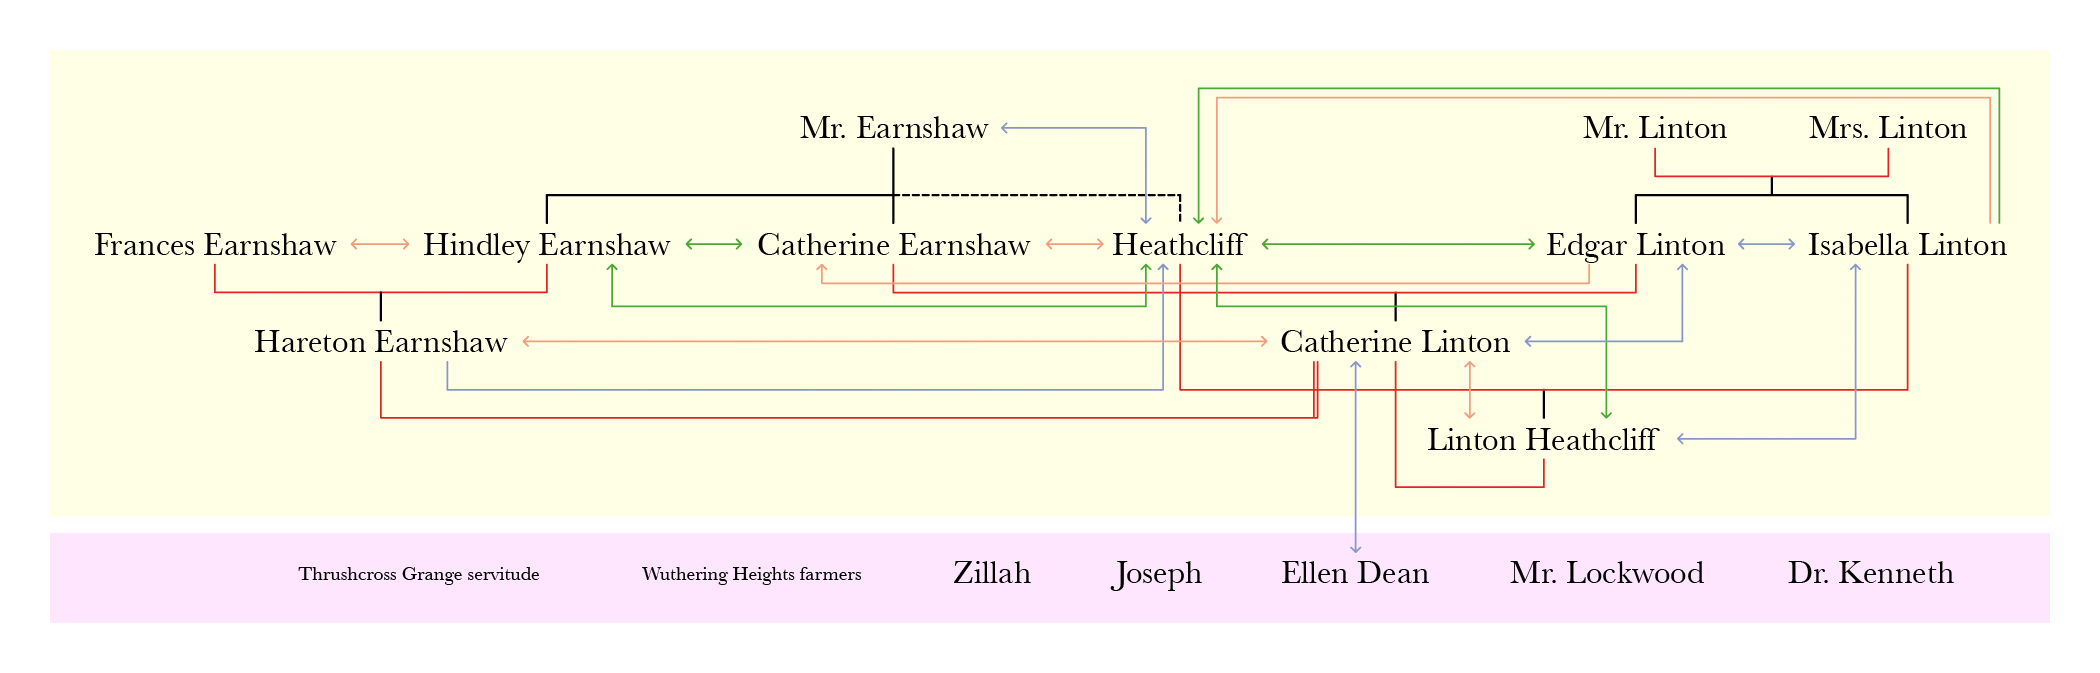 Mr. Earnshaw
Mr. Linton
Mrs. Linton
Frances Earnshaw
Hindley Earnshaw
Catherine Earnshaw
Heathcliff
Edgar Linton
Isabella Linton
Hareton Earnshaw
Catherine Linton
Linton Heathcliff
Thrushcross Grange servitude
Wuthering Heights farmers
Zillah
Joseph
Ellen Dean
Mr. Lockwood
Dr. Kenneth